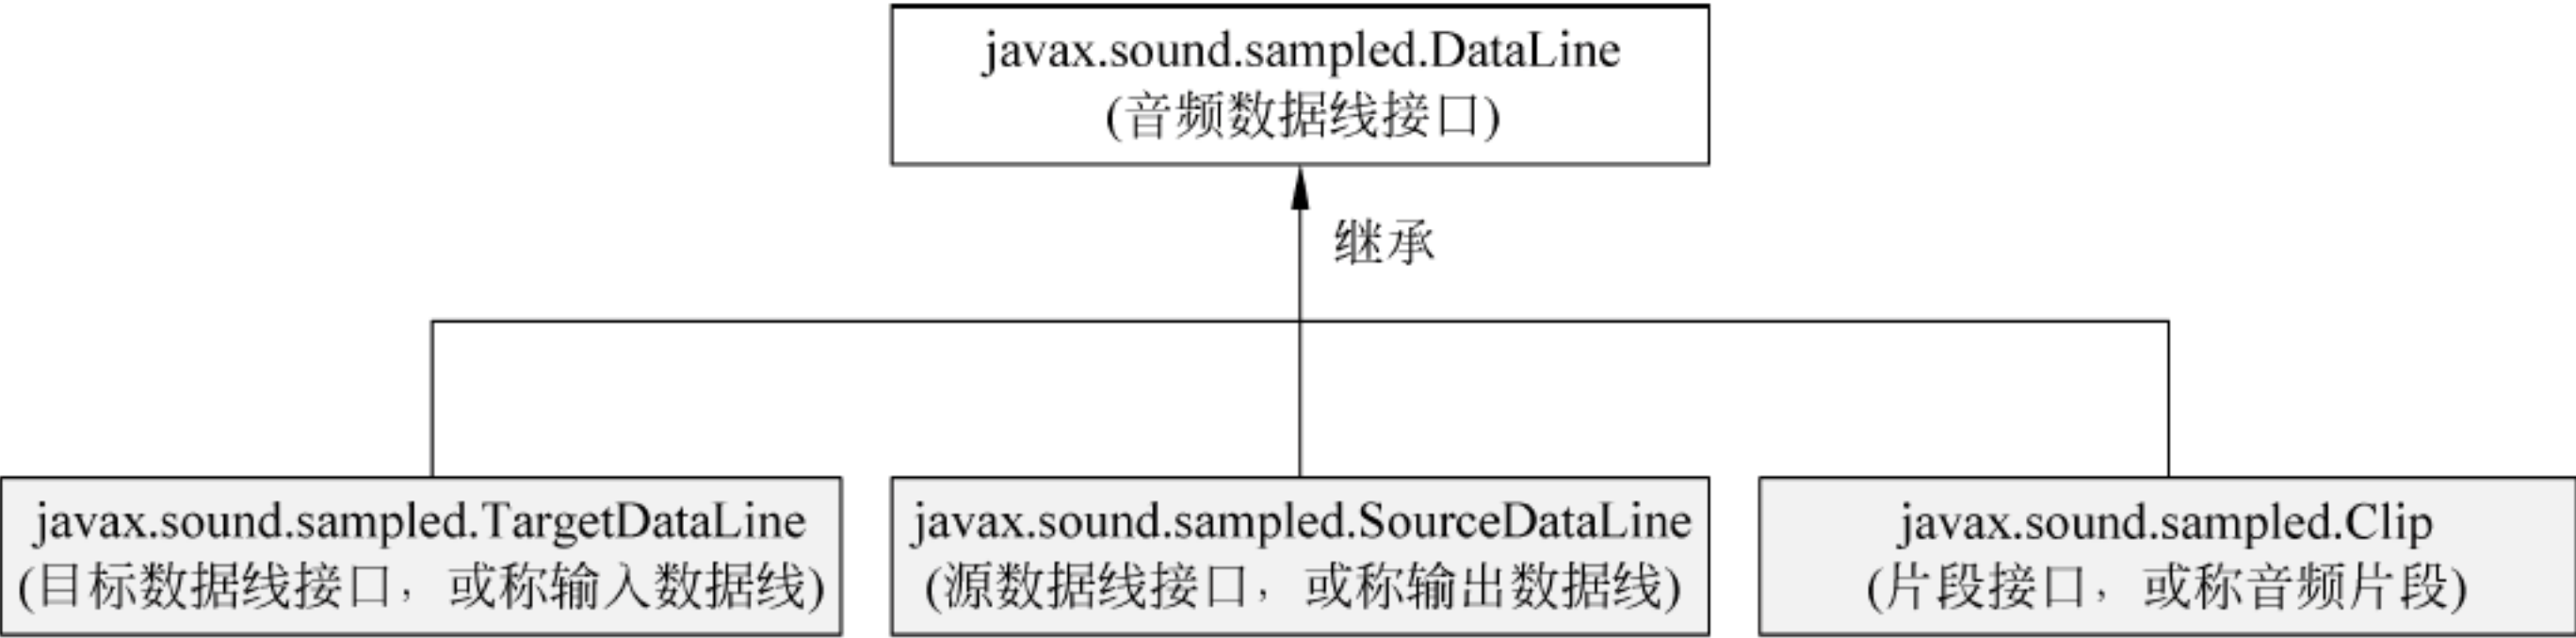 javax.sound.sampled.DataLine
(音频数据线接口)
继承
javax.sound.sampled.TargetDataLine
(目标数据线接口，或称输入数据线)
javax.sound.sampled.SourceDataLine
(源数据线接口，或称输出数据线)
javax.sound.sampled.Clip
(片段接口，或称音频片段)